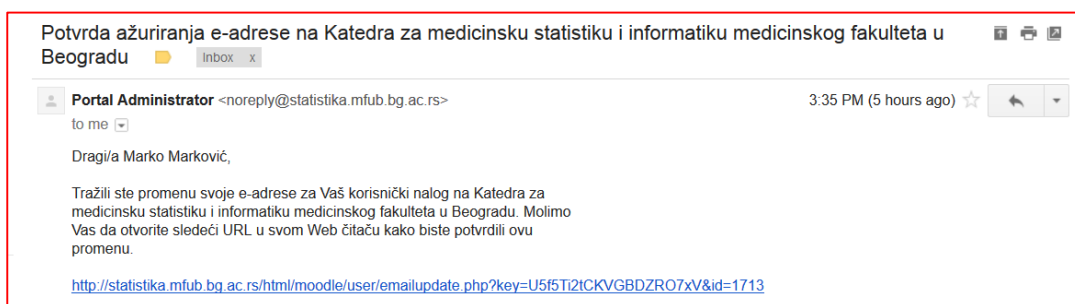 Potvrda ažuriranja e-adrese na Katedra za medicinsku statistiku i informatiku medicinskog fakulteta u
Beogradu Inbox x
Portal Administrator <noreply@statistika.mfub.bg.ac.rs> 3:35 PM (5 hours ago)
to me
Dragi/a Marko Marković,
Tražili ste promenu svoje e-adrese za Vaš korisnički nalog na Katedra za
medicinsku statistiku i informatiku medicinskog fakulteta u Beogradu. Molimo
Vas da otvorite sledeći URL u svom Web čitaču kako biste potvrdili ovu
promenu.
http://statistika.mfub.bg.ac.rs/html/moodle/user/emailupdate.php?key=U5f5Ti2tCKVGBDZRO7xV&id=1713